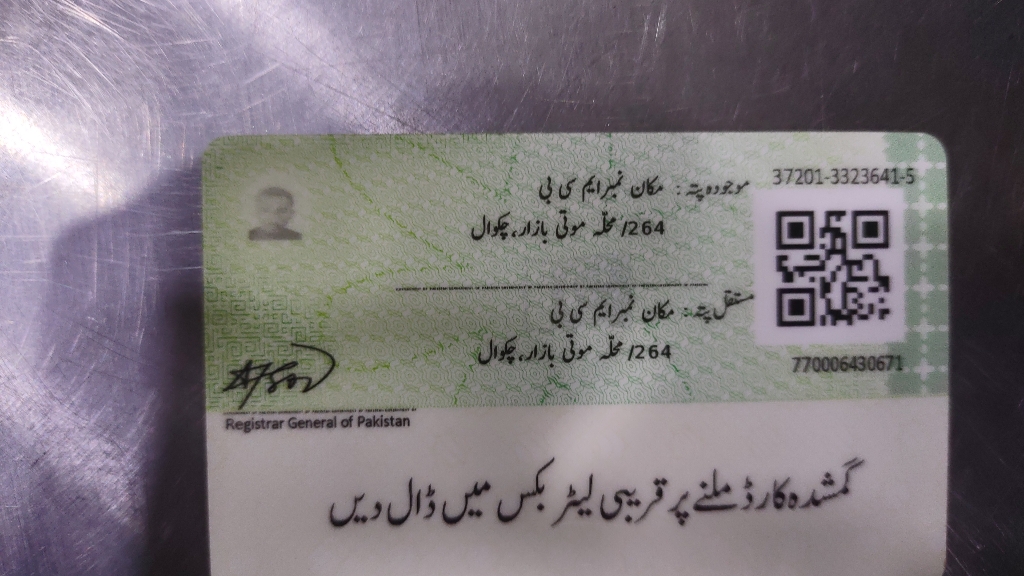 37201-3323641-5
موجودہ پتہ: مکان نمبر ایم سی بی
264/ محلّہ موتی بازار، چکوال
مستقل پتہ: مکان نمبر ایم سی بی
264/ محلّہ موتی بازار، چکوال
770006430671
Registrar General of Pakistan
گمشدہ کارڈ ملنے پر قریبی لیٹر بکس میں ڈال دیں